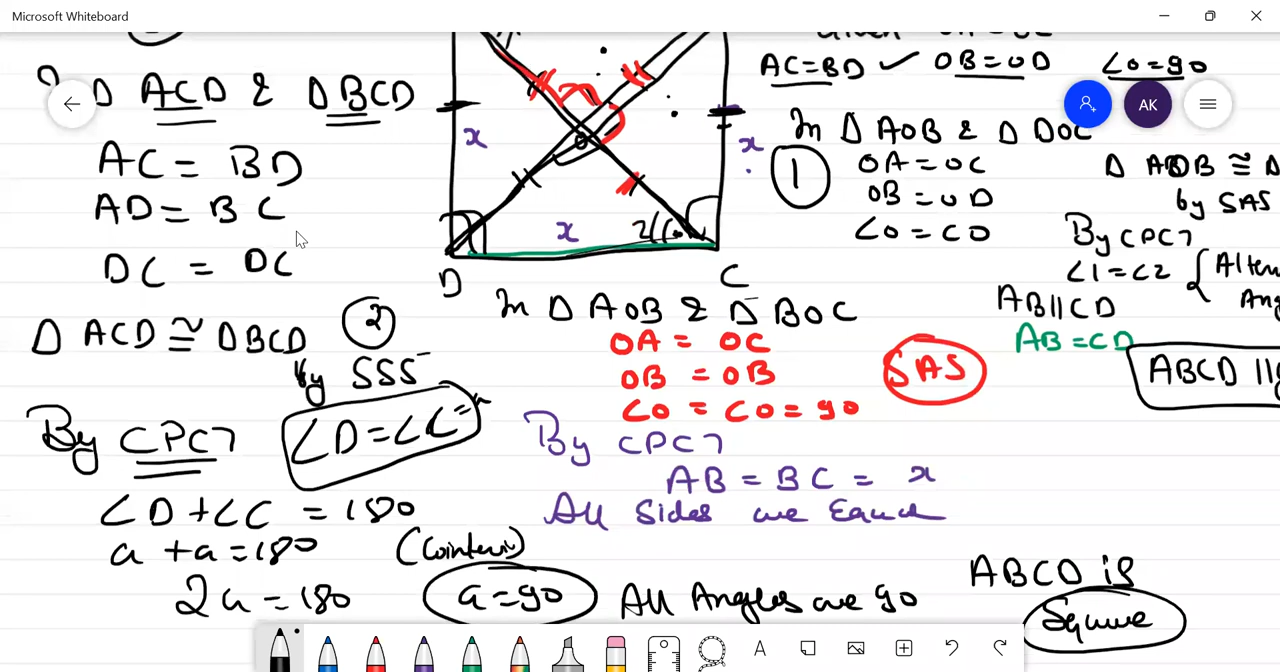 Microsoft Whiteboard
Δ ACD & Δ BCD
AC = BD
AD = BC
DC = DC
Δ ACD ≅ Δ BCD
②
by SSS
By CPCT
∠D = ∠C = a
∠D + ∠C = 180
a + a = 180
2a = 180
a = 90
All Angles are 90
x
x
x
2
O
D
C
AC = BD ✓ OB = OD ∠O = 90
AK
In Δ AOB & Δ DOC
①
OA = OC
OB = OD
∠O = ∠O
by SAS
By CPCT
∠1 = ∠2
AB || CD
AB = CD
ABCD ||g
In Δ AOB & Δ BOC
OA = OC
OB = OB
∠O = ∠O = 90
SAS
By CPCT
AB = BC = x
All Sides are
ABCD is
Square
A